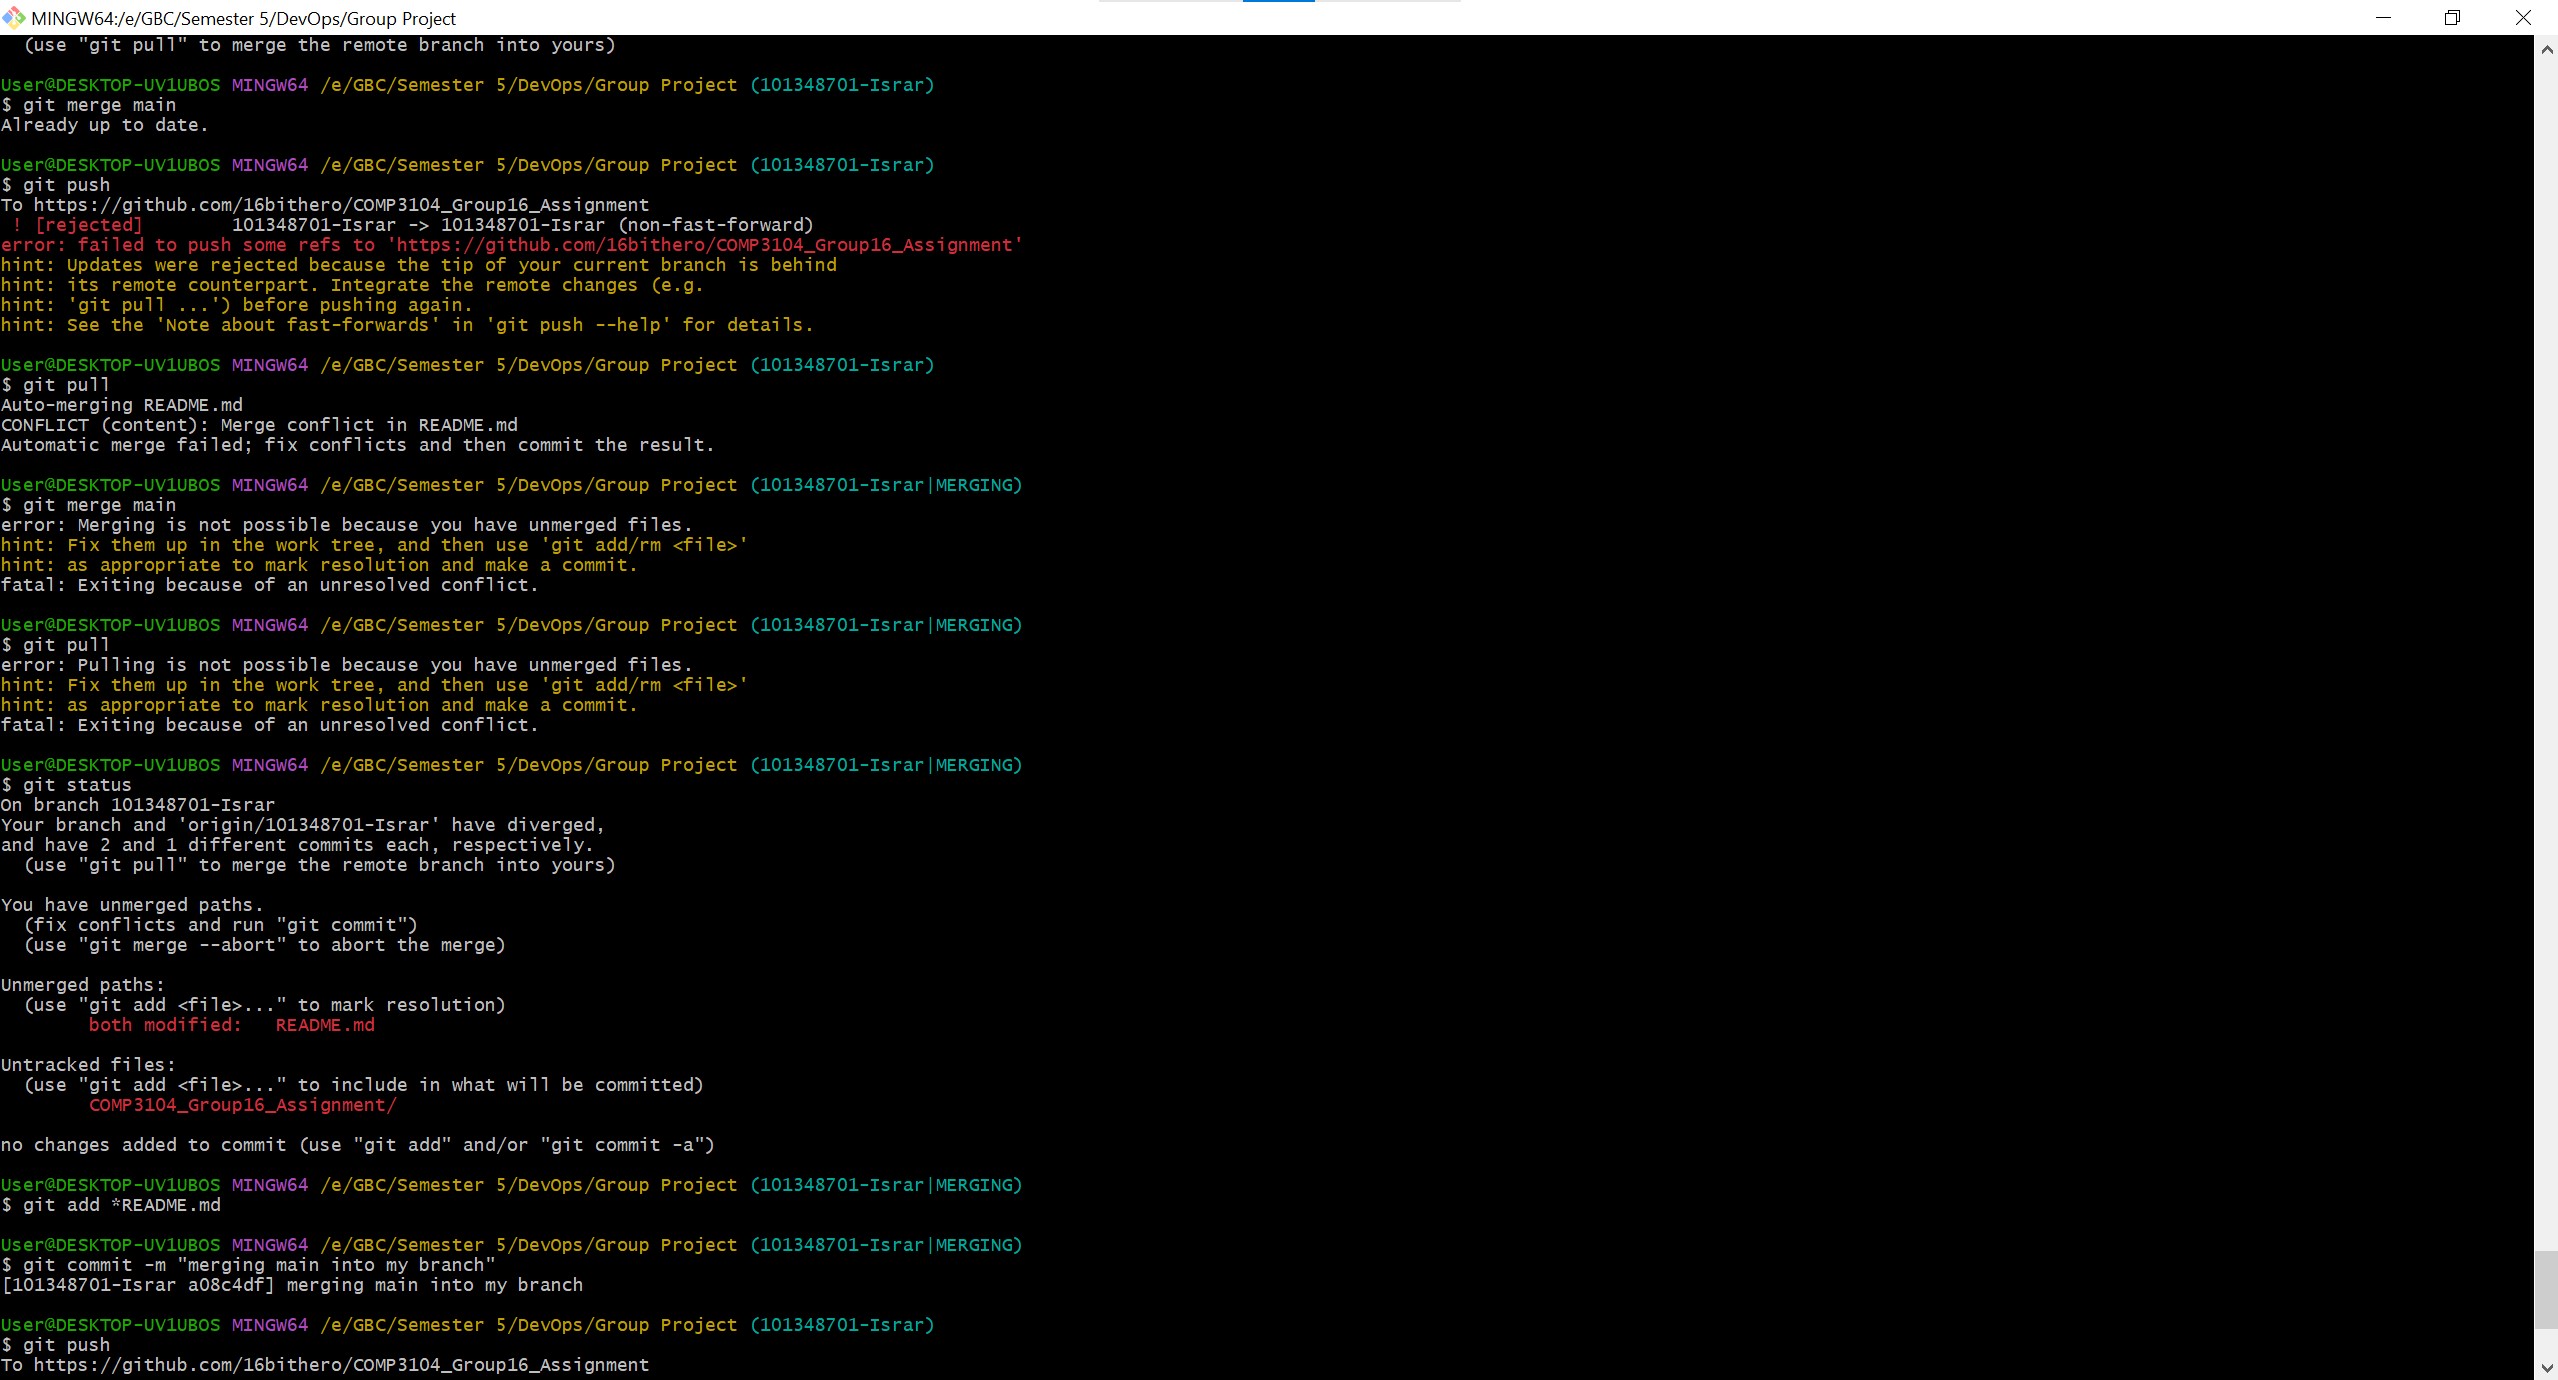 MINGW64:/e/GBC/Semester 5/DevOps/Group Project
  (use "git pull" to merge the remote branch into yours)
User@DESKTOP-UV1UBOS MINGW64 /e/GBC/Semester 5/DevOps/Group Project (101348701-Israr)
$ git merge main
Already up to date.
User@DESKTOP-UV1UBOS MINGW64 /e/GBC/Semester 5/DevOps/Group Project (101348701-Israr)
$ git push
To https://github.com/16bithero/COMP3104_Group16_Assignment
 ! [rejected]        101348701-Israr -> 101348701-Israr (non-fast-forward)
error: failed to push some refs to 'https://github.com/16bithero/COMP3104_Group16_Assignment'
hint: Updates were rejected because the tip of your current branch is behind
hint: its remote counterpart. Integrate the remote changes (e.g.
hint: 'git pull ...') before pushing again.
hint: See the 'Note about fast-forwards' in 'git push --help' for details.
User@DESKTOP-UV1UBOS MINGW64 /e/GBC/Semester 5/DevOps/Group Project (101348701-Israr)
$ git pull
Auto-merging README.md
CONFLICT (content): Merge conflict in README.md
Automatic merge failed; fix conflicts and then commit the result.
User@DESKTOP-UV1UBOS MINGW64 /e/GBC/Semester 5/DevOps/Group Project (101348701-Israr|MERGING)
$ git merge main
error: Merging is not possible because you have unmerged files.
hint: Fix them up in the work tree, and then use 'git add/rm <file>'
hint: as appropriate to mark resolution and make a commit.
fatal: Exiting because of an unresolved conflict.
User@DESKTOP-UV1UBOS MINGW64 /e/GBC/Semester 5/DevOps/Group Project (101348701-Israr|MERGING)
$ git pull
error: Pulling is not possible because you have unmerged files.
hint: Fix them up in the work tree, and then use 'git add/rm <file>'
hint: as appropriate to mark resolution and make a commit.
fatal: Exiting because of an unresolved conflict.
User@DESKTOP-UV1UBOS MINGW64 /e/GBC/Semester 5/DevOps/Group Project (101348701-Israr|MERGING)
$ git status
On branch 101348701-Israr
Your branch and 'origin/101348701-Israr' have diverged,
and have 2 and 1 different commits each, respectively.
  (use "git pull" to merge the remote branch into yours)
You have unmerged paths.
  (fix conflicts and run "git commit")
  (use "git merge --abort" to abort the merge)
Unmerged paths:
  (use "git add <file>..." to mark resolution)
        both modified:   README.md
Untracked files:
  (use "git add <file>..." to include in what will be committed)
        COMP3104_Group16_Assignment/
no changes added to commit (use "git add" and/or "git commit -a")
User@DESKTOP-UV1UBOS MINGW64 /e/GBC/Semester 5/DevOps/Group Project (101348701-Israr|MERGING)
$ git add *README.md
User@DESKTOP-UV1UBOS MINGW64 /e/GBC/Semester 5/DevOps/Group Project (101348701-Israr|MERGING)
$ git commit -m "merging main into my branch"
[101348701-Israr a08c4df] merging main into my branch
User@DESKTOP-UV1UBOS MINGW64 /e/GBC/Semester 5/DevOps/Group Project (101348701-Israr)
$ git push
To https://github.com/16bithero/COMP3104_Group16_Assignment